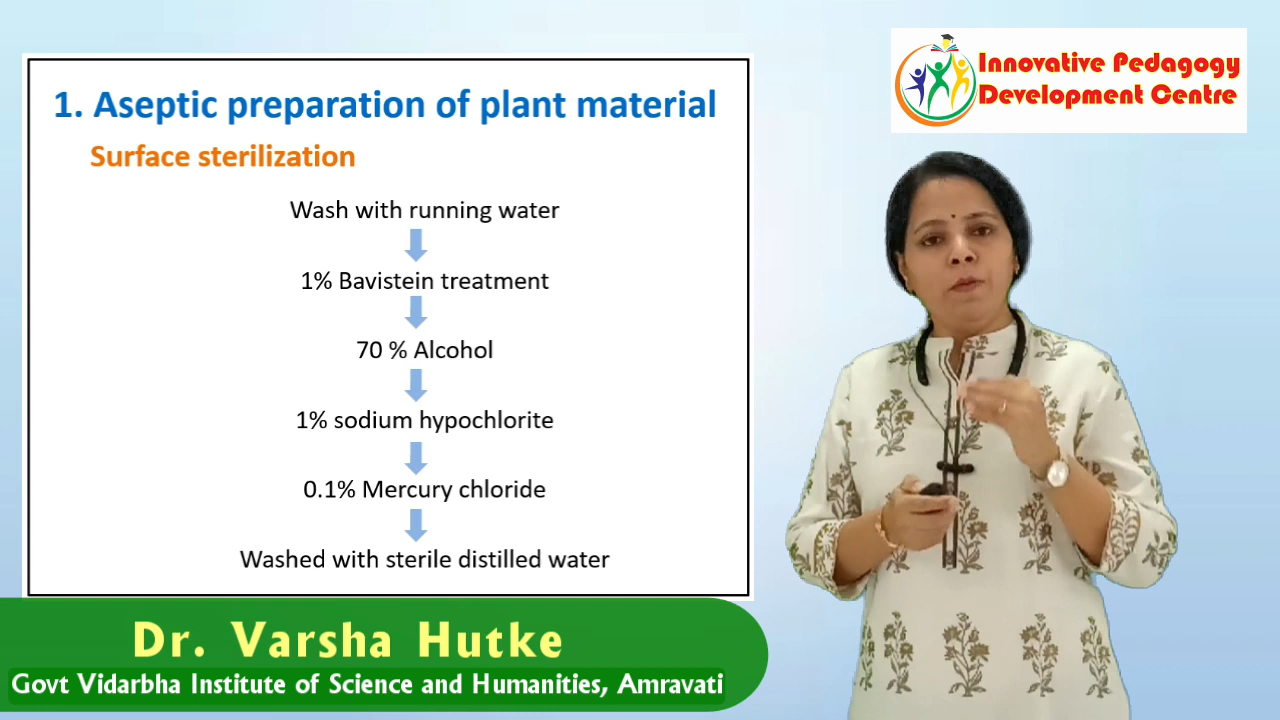 1. Aseptic preparation of plant material
Surface sterilization
Wash with running water
1% Bavistein treatment
70 % Alcohol
1% sodium hypochlorite
0.1% Mercury chloride
Washed with sterile distilled water
Innovative Pedagogy
Development Centre
Dr. Varsha Hutke
Govt Vidarbha Institute of Science and Humanities, Amravati